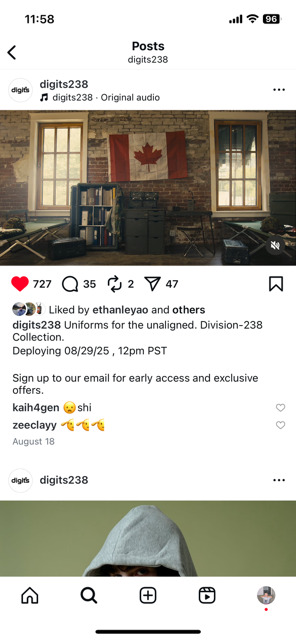 11:58
96
Posts
digits238
digits
digits238
digits238 · Original audio
727
35
2
47
Liked by ethanleyao and others
digits238 Uniforms for the unaligned. Division-238
Collection.
Deploying 08/29/25 , 12pm PST
Sign up to our email for early access and exclusive
offers.
kaih4gen 😥shi
zeeclayy 🫡🫡🫡
August 18
digits
digits238